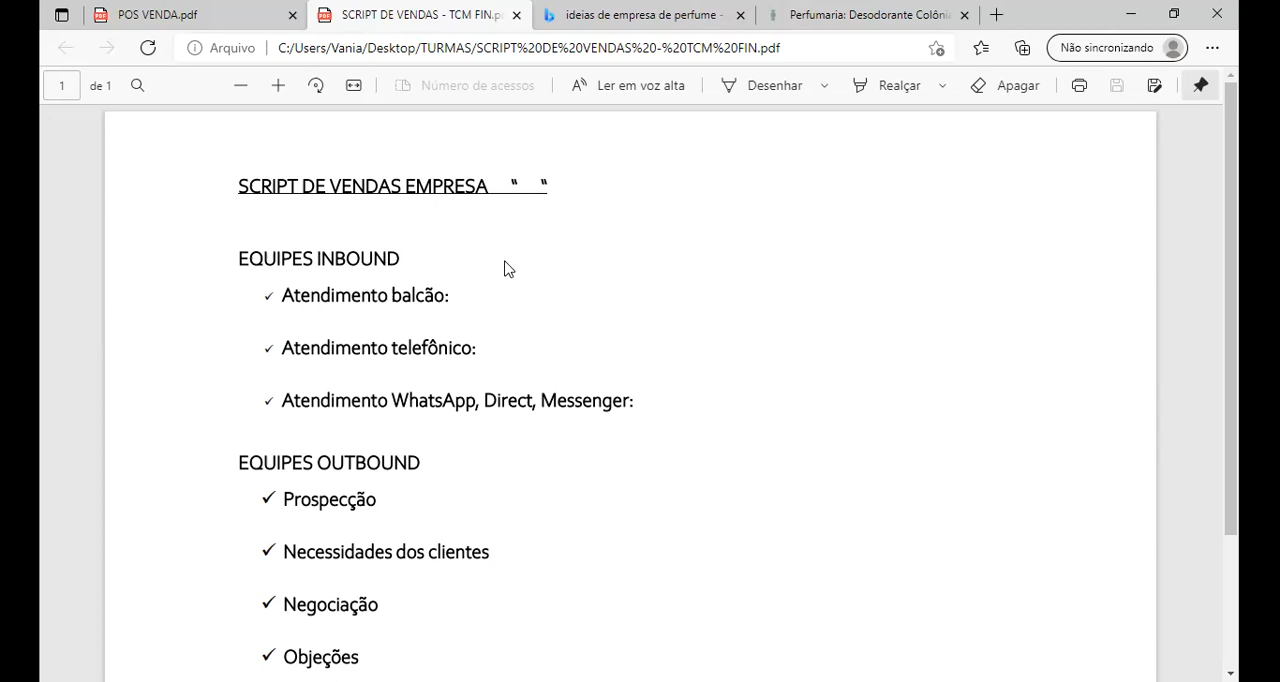 POS VENDA.pdf
SCRIPT DE VENDAS - TCM FIN.p
ideias de empresa de perfume -
Perfumaria: Desodorante Colôni
Arquivo
C:/Users/Vania/Desktop/TURMAS/SCRIPT%20DE%20VENDAS%20-%20TCM%20FIN.pdf
Não sincronizando
1 de 1
Número de acessos
Ler em voz alta
Desenhar
Realçar
Apagar
SCRIPT DE VENDAS EMPRESA “ “
EQUIPES INBOUND
✓ Atendimento balcão:
✓ Atendimento telefônico:
✓ Atendimento WhatsApp, Direct, Messenger:
EQUIPES OUTBOUND
✓ Prospecção
✓ Necessidades dos clientes
✓ Negociação
✓ Objeções